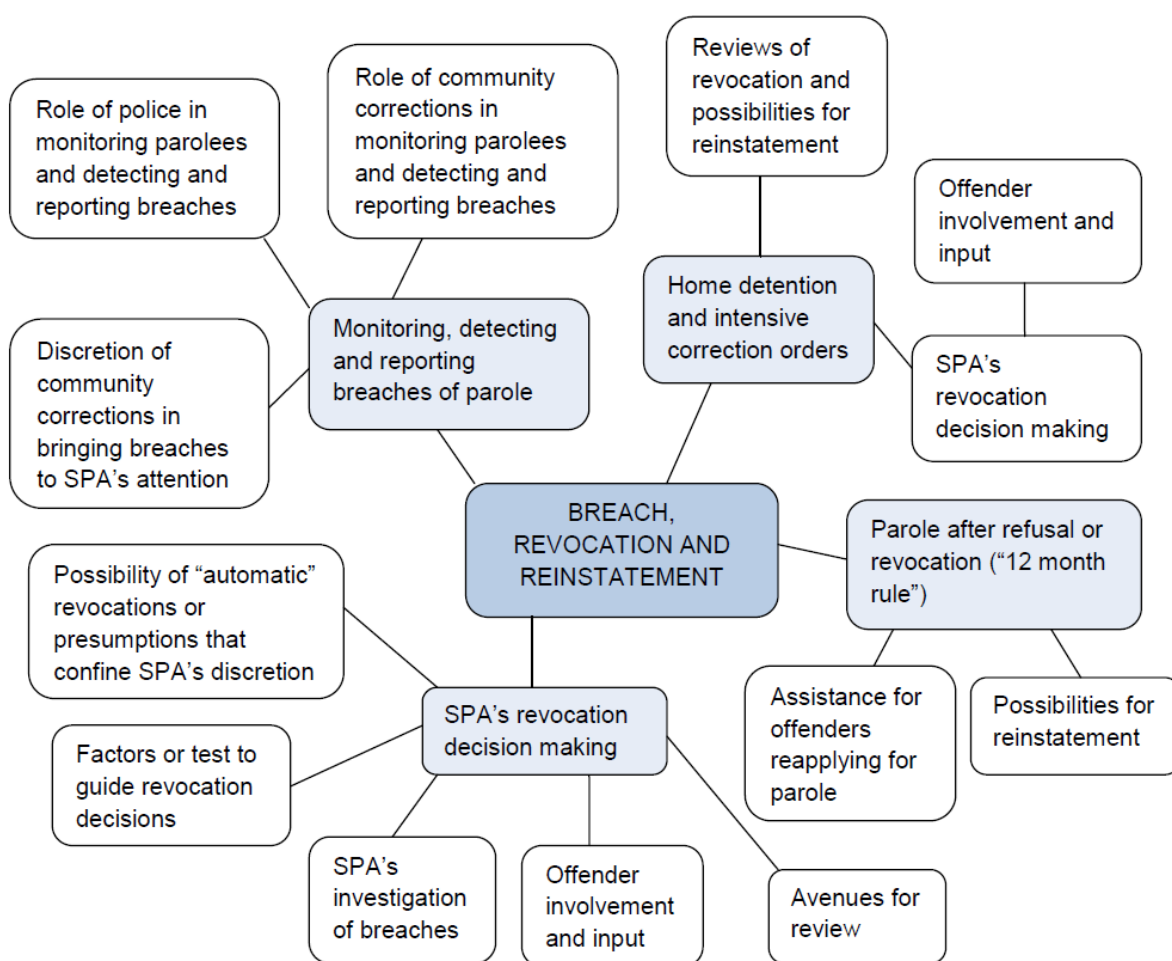 Role of police in
monitoring parolees
and detecting and
reporting breaches
Role of community
corrections in
monitoring parolees
and detecting and
reporting breaches
Reviews of
revocation and
possibilities for
reinstatement
Offender
involvement and
input
Discretion of
community
corrections in
bringing breaches
to SPA's attention
Monitoring, detecting
and reporting
breaches of parole
Home detention
and intensive
correction orders
SPA's
revocation
decision making
BREACH,
REVOCATION AND
REINSTATEMENT
Parole after refusal or
revocation (“12 month
rule”)
Possibility of “automatic”
revocations or
presumptions that
confine SPA's discretion
SPA's revocation
decision making
Assistance for
offenders
reapplying for
parole
Possibilities for
reinstatement
Factors or test to
guide revocation
decisions
SPA's
investigation
of breaches
Offender
involvement
and input
Avenues for
review